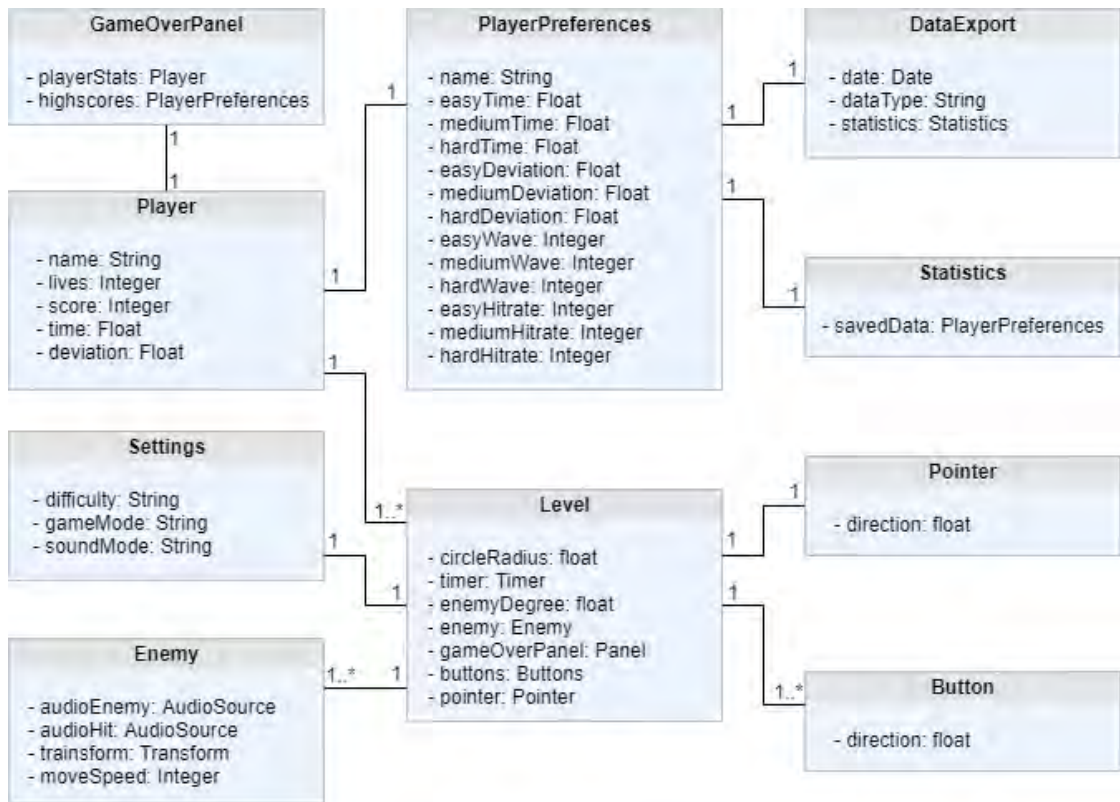 GameOverPanel
- playerStats: Player
- highscores: PlayerPreferences
1
1
Player
- name: String
- lives: Integer
- score: Integer
- time: Float
- deviation: Float
1
1
PlayerPreferences
- name: String
- easyTime: Float
- mediumTime: Float
- hardTime: Float
- easyDeviation: Float
- mediumDeviation: Float
- hardDeviation: Float
- easyWave: Integer
- mediumWave: Integer
- hardWave: Integer
- easyHitrate: Integer
- mediumHitrate: Integer
- hardHitrate: Integer
1
1
1
DataExport
- date: Date
- dataType: String
- statistics: Statistics
1
Statistics
- savedData: PlayerPreferences
1
Settings
- difficulty: String
- gameMode: String
- soundMode: String
1
Enemy
- audioEnemy: AudioSource
- audioHit: AudioSource
- trainsform: Transform
- moveSpeed: Integer
1..*
Level
- circleRadius: float
- timer: Timer
- enemyDegree: float
- enemy: Enemy
- gameOverPanel: Panel
- buttons: Buttons
- pointer: Pointer
1..*
1
1
1
1
Pointer
- direction: float
1
Button
- direction: float
1..*